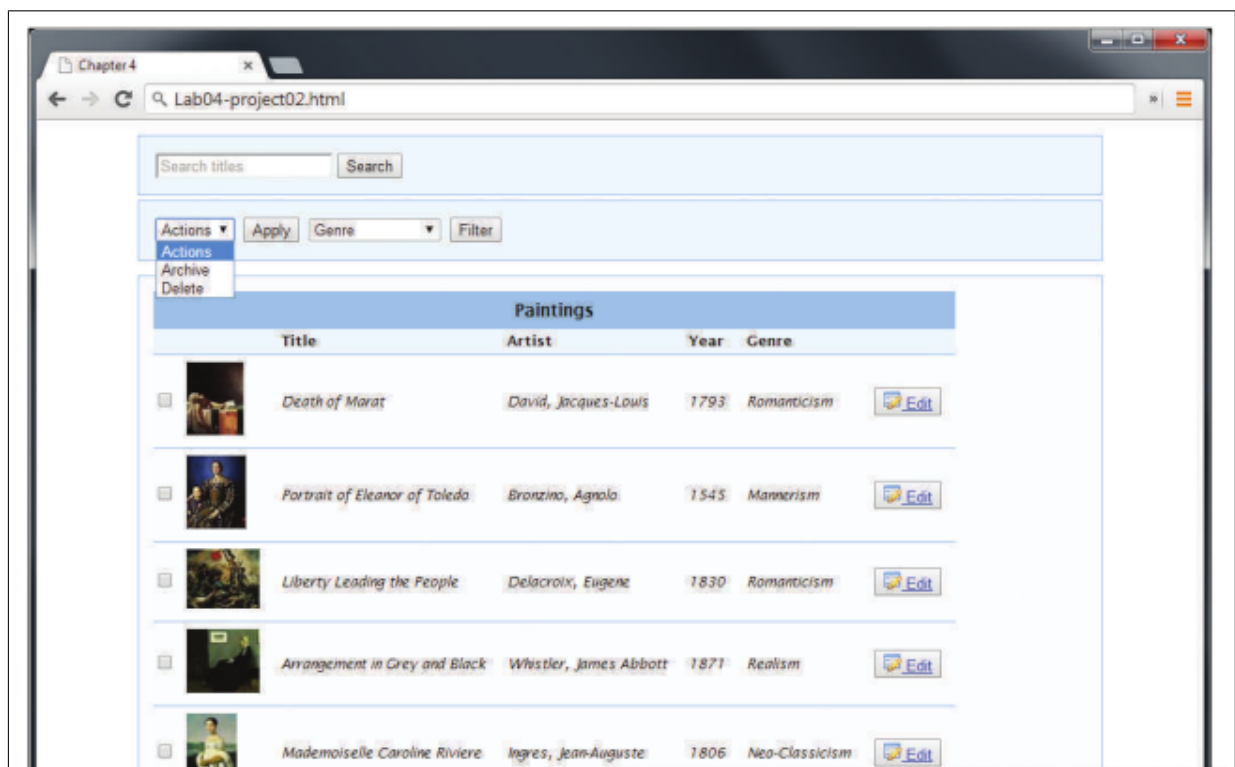 Chapter 4
Lab04-project02.html
Search titles Search
Actions Apply Genre Filter
Actions
Archive
Delete
Paintings
Title Artist Year Genre
Death of Marat David, Jacques-Louis 1793 Romanticism Edit
Portrait of Eleanor of Toledo Bronzino, Agnolo 1545 Mannerism Edit
Liberty Leading the People Delacroix, Eugene 1830 Romanticism Edit
Arrangement in Grey and Black Whistler, James Abbott 1871 Realism Edit
Mademoiselle Caroline Riviere Ingres, Jean-Auguste 1806 Neo-Classicism Edit